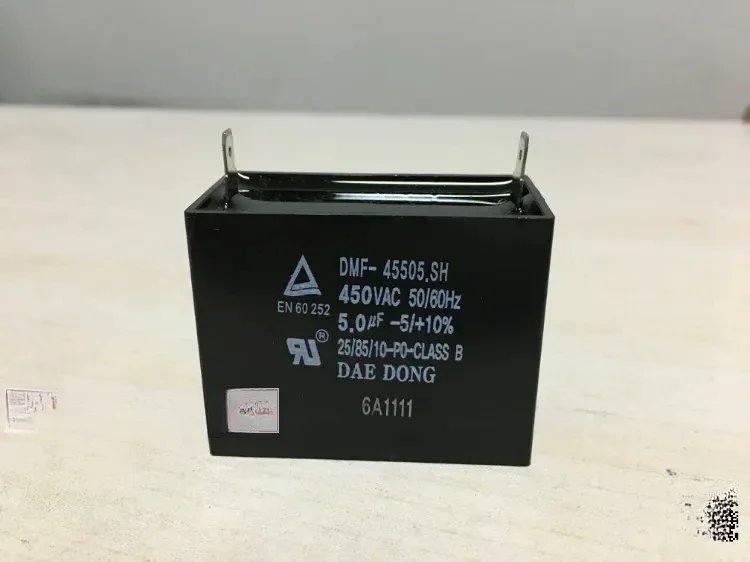 DMF- 45505.SH
450VAC 50/60Hz
EN 60 252
5.0μF -5/+10%
RU®
25/85/10-P0-CLASS B
DAE DONG
6A1111